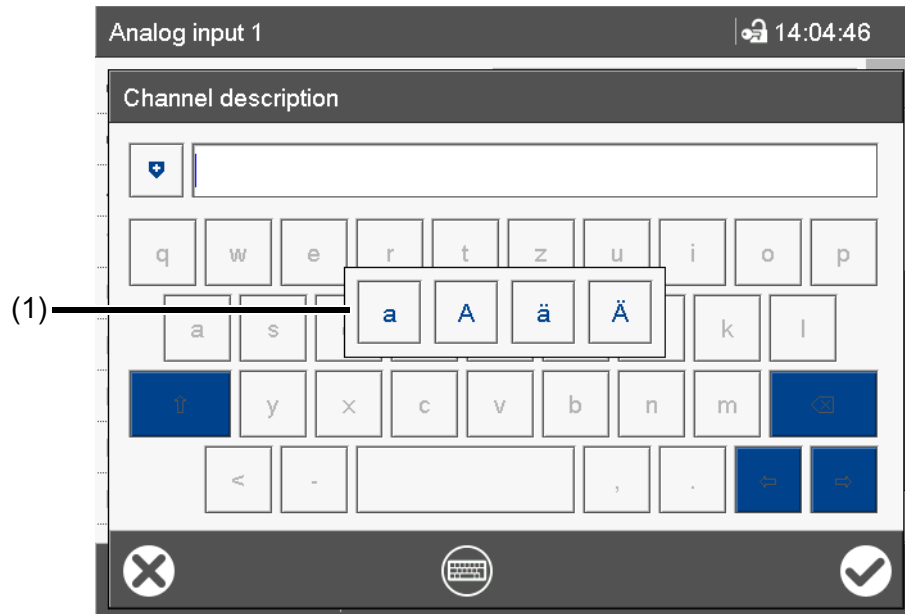 Analog input 1 14:04:46
Channel description
q w e r t z u i o p
(1) a s a A ä Ä k l
⇧ y x c v b n m ⌫
< - , . ⇦ ⇨